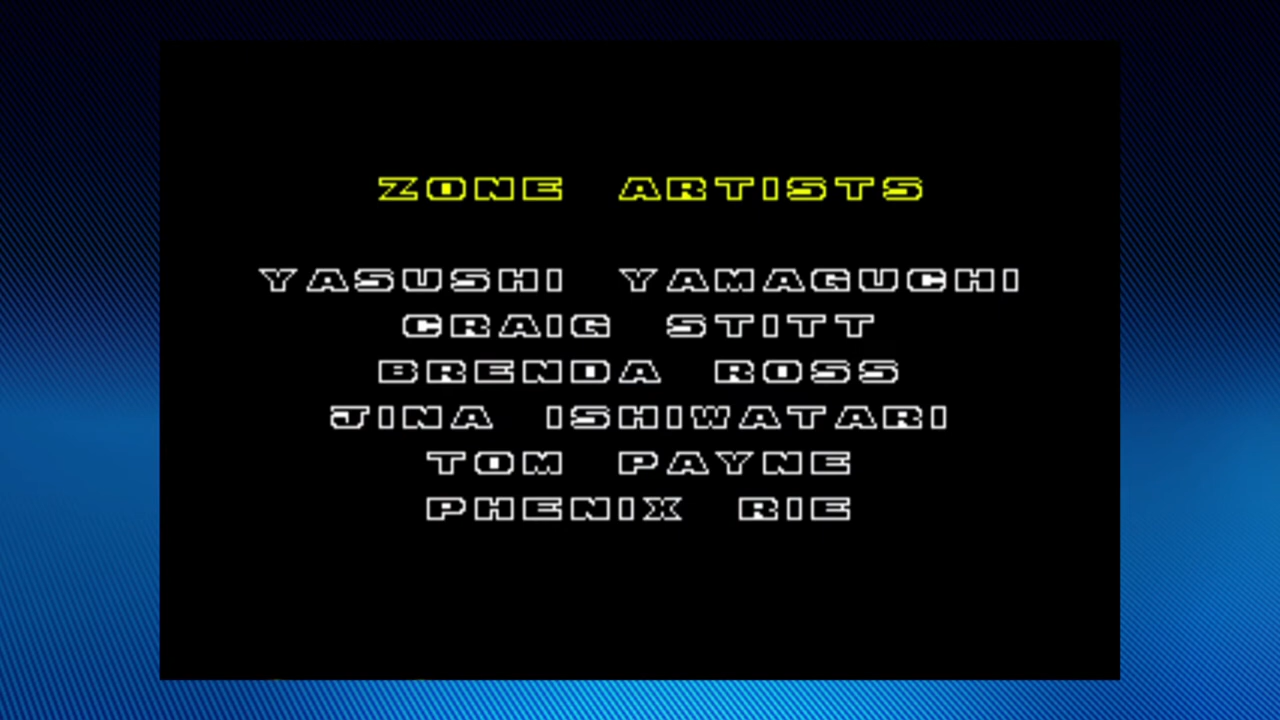 ZONE ARTISTS
YASUSHI YAMAGUCHI
CRAIG STITT
BRENDA ROSS
JINA ISHIWATARI
TOM PAYNE
PHENIX RIE